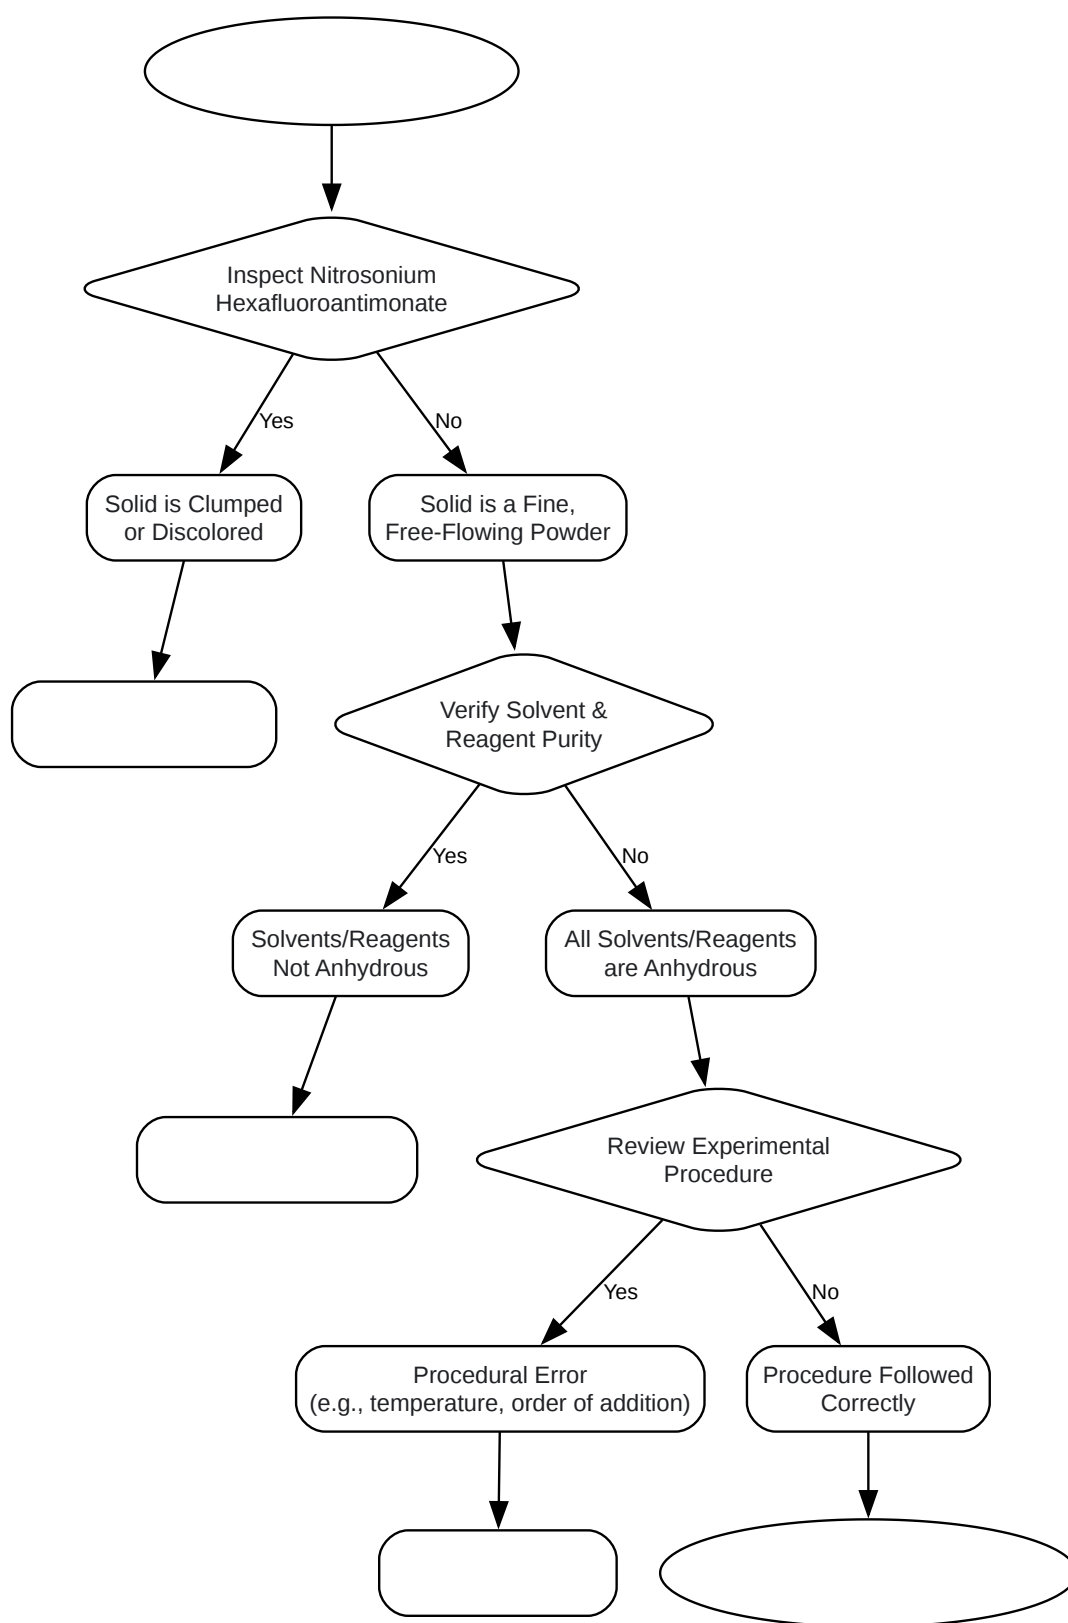 Inspect Nitrosonium
Hexafluoroantimonate
Yes
No
Solid is Clumped
or Discolored
Solid is a Fine,
Free-Flowing Powder
Verify Solvent &
Reagent Purity
Yes
No
Solvents/Reagents
Not Anhydrous
All Solvents/Reagents
are Anhydrous
Review Experimental
Procedure
Yes
No
Procedural Error
(e.g., temperature, order of addition)
Procedure Followed
Correctly